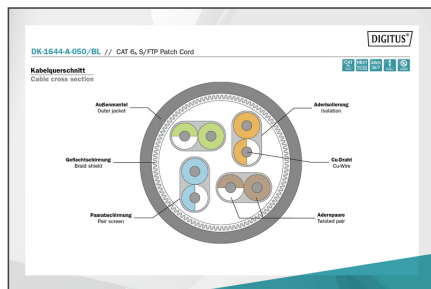 DIGITUS®
DK-1644-A-050/BL // CAT 6A S/FTP Patch Cord
Kabelquerschnitt
Cable cross section
Außenmantel
Outer jacket
Aderisolierung
Isolation
Geflechtschirmung
Braid shield
Cu-Draht
Cu-Wire
Paarabschirmung
Pair screen
Adernpaare
Twisted pair